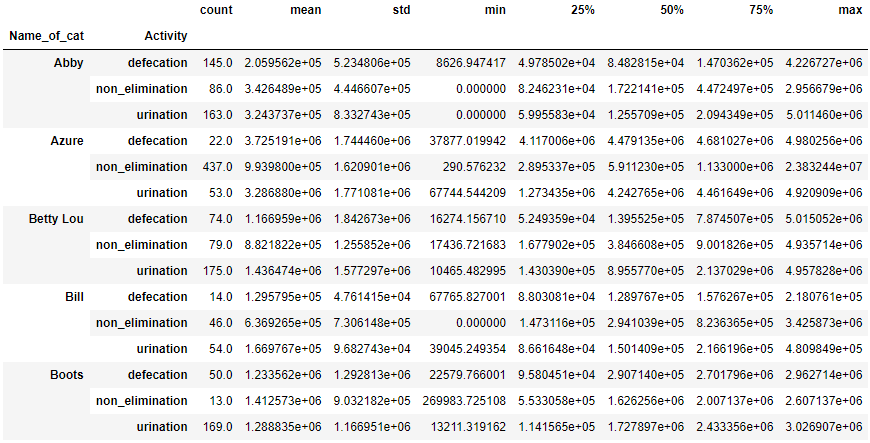 count mean std min 25% 50% 75% max
Name_of_cat Activity
Abby defecation 145.0 2.059562e+05 5.234806e+05 8626.947417 4.978502e+04 8.482815e+04 1.470362e+05 4.226727e+06
non_elimination 86.0 3.426489e+05 4.446607e+05 0.000000 8.246231e+04 1.722141e+05 4.472497e+05 2.956679e+06
urination 163.0 3.243737e+05 8.332743e+05 0.000000 5.995583e+04 1.255709e+05 2.094349e+05 5.011460e+06
Azure defecation 22.0 3.725191e+06 1.744460e+06 37877.019942 4.117006e+06 4.479135e+06 4.681027e+06 4.980256e+06
non_elimination 437.0 9.939800e+05 1.620901e+06 290.576232 2.895337e+05 5.911230e+05 1.133000e+06 2.383244e+07
urination 53.0 3.286880e+06 1.771081e+06 67744.544209 1.273435e+06 4.242765e+06 4.461649e+06 4.920909e+06
Betty Lou defecation 74.0 1.166959e+06 1.842673e+06 16274.156710 5.249359e+04 1.395525e+05 7.874507e+05 5.015052e+06
non_elimination 79.0 8.821822e+05 1.255852e+06 17436.721683 1.677902e+05 3.846608e+05 9.001826e+05 4.935714e+06
urination 175.0 1.436474e+06 1.577297e+06 10465.482995 1.430390e+05 8.955770e+05 2.137029e+06 4.957828e+06
Bill defecation 14.0 1.295795e+05 4.761415e+04 67765.827001 8.803081e+04 1.289767e+05 1.576267e+05 2.180761e+05
non_elimination 46.0 6.369265e+05 7.306148e+05 0.000000 1.473116e+05 2.941039e+05 8.236365e+05 3.425873e+06
urination 54.0 1.669767e+05 9.682743e+04 39045.249354 8.661648e+04 1.501409e+05 2.166196e+05 4.809849e+05
Boots defecation 50.0 1.233562e+06 1.292813e+06 22579.766001 9.580451e+04 2.907140e+05 2.701796e+06 2.962714e+06
non_elimination 13.0 1.412573e+06 9.032182e+05 269983.725108 5.533058e+05 1.626256e+06 2.007137e+06 2.607137e+06
urination 169.0 1.288835e+06 1.166951e+06 13211.319162 1.141565e+05 1.727897e+06 2.433356e+06 3.026907e+06